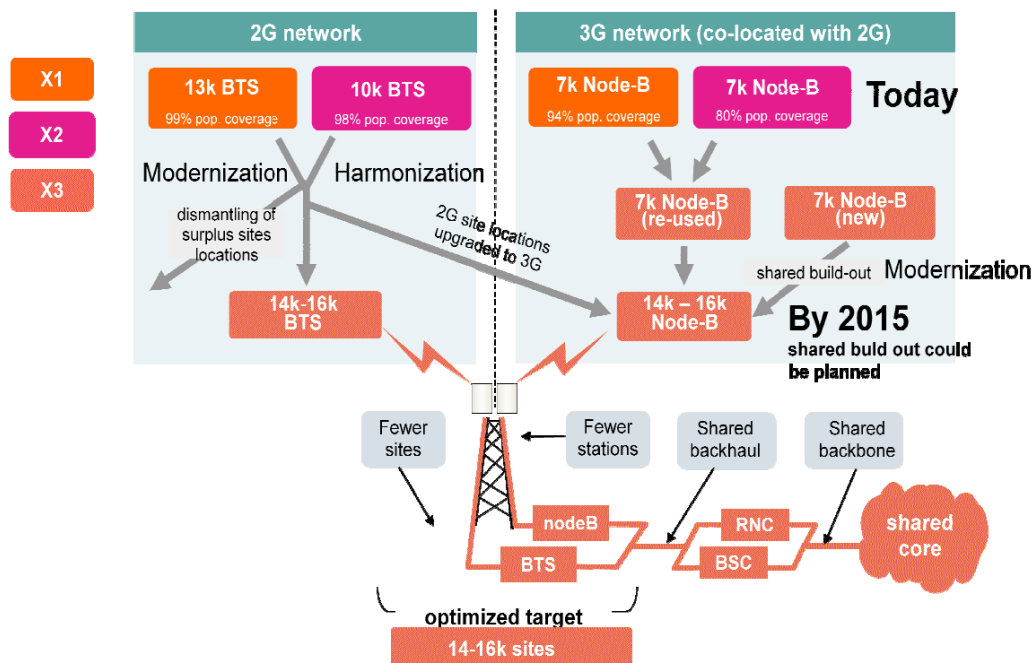 2G network
3G network (co-located with 2G)
X1
X2
X3
13k BTS
99% pop. coverage
10k BTS
98% pop. coverage
7k Node-B
94% pop. coverage
7k Node-B
80% pop. coverage
Today
Modernization
Harmonization
dismantling of
surplus sites
locations
2G site locations
upgraded to 3G
7k Node-B
(re-used)
7k Node-B
(new)
shared build-out
Modernization
14k-16k
BTS
14k – 16k
Node-B
By 2015
shared buld out could
be planned
Fewer
sites
Fewer
stations
Shared
backhaul
Shared
backbone
nodeB
BTS
RNC
BSC
shared
core
optimized target
14-16k sites